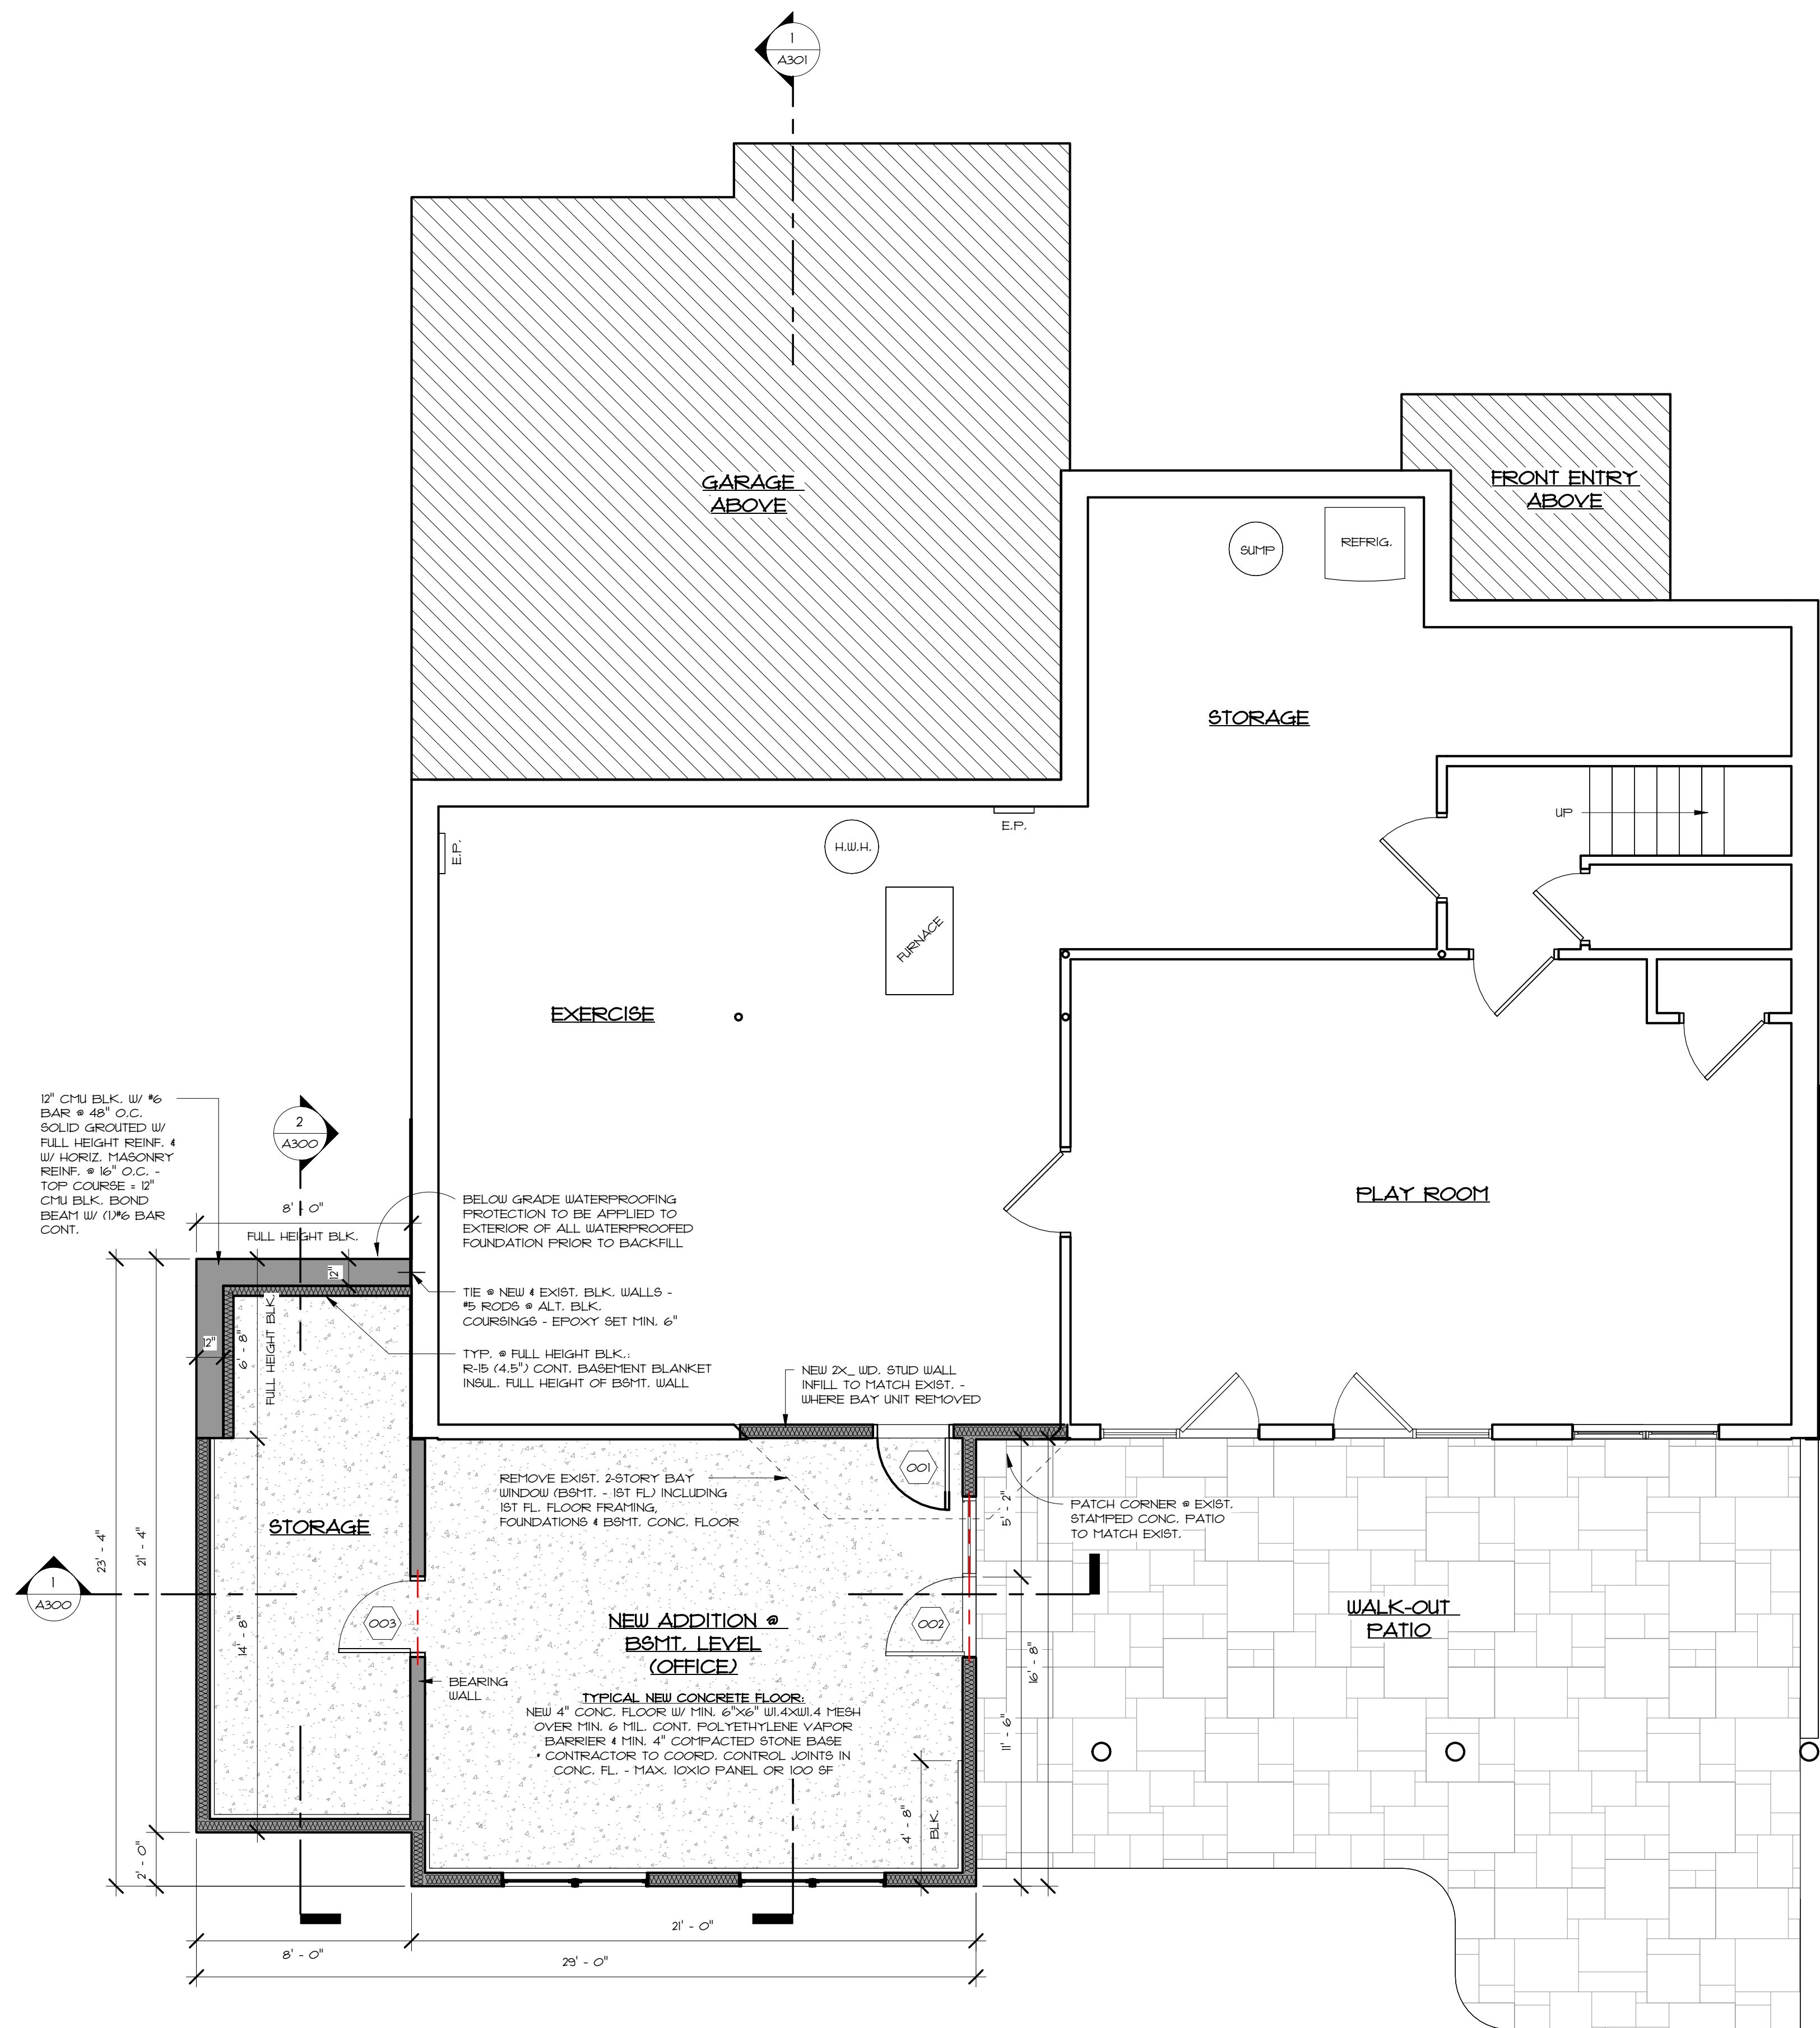 1
A301
GARAGE
ABOVE
FRONT ENTRY
ABOVE
SUMP
REFRIG.
STORAGE
UP
E.P.
E.P.
H.W.H.
FURNACE
EXERCISE
PLAY ROOM
12" CMU BLK. W/ #6
BAR @ 48" O.C.
SOLID GROUTED W/
FULL HEIGHT REINF. &
W/ HORIZ. MASONRY
REINF. @ 16" O.C. -
TOP COURSE = 12"
CMU BLK. BOND
BEAM W/ (1)#6 BAR
CONT.
2
A300
8' - 0"
FULL HEIGHT BLK.
12"
12"
6' - 8"
FULL HEIGHT BLK.
BELOW GRADE WATERPROOFING
PROTECTION TO BE APPLIED TO
EXTERIOR OF ALL WATERPROOFED
FOUNDATION PRIOR TO BACKFILL
TIE @ NEW & EXIST. BLK. WALLS -
#5 RODS @ ALT. BLK.
COURSINGS - EPOXY SET MIN. 6"
TYP. @ FULL HEIGHT BLK.:
R-15 (4.5") CONT. BASEMENT BLANKET
INSUL. FULL HEIGHT OF BSMT. WALL
NEW 2X_ WD. STUD WALL
INFILL TO MATCH EXIST. -
WHERE BAY UNIT REMOVED
REMOVE EXIST. 2-STORY BAY
WINDOW (BSMT. - 1ST FL) INCLUDING
1ST FL. FLOOR FRAMING,
FOUNDATIONS & BSMT. CONC. FLOOR
001
5' - 2"
PATCH CORNER @ EXIST.
STAMPED CONC. PATIO
TO MATCH EXIST.
STORAGE
23' - 4"
21' - 4"
1
A300
003
002
14' - 8"
NEW ADDITION @
BSMT. LEVEL
(OFFICE)
WALK-OUT
PATIO
BEARING
WALL
16' - 8"
11' - 6"
TYPICAL NEW CONCRETE FLOOR:
NEW 4" CONC. FLOOR W/ MIN. 6"X6" W1.4XW1.4 MESH
OVER MIN. 6 MIL. CONT. POLYETHYLENE VAPOR
BARRIER & MIN. 4" COMPACTED STONE BASE
* CONTRACTOR TO COORD. CONTROL JOINTS IN
CONC. FL. - MAX. 10X10 PANEL OR 100 SF
4' - 8"
BLK.
2' - 0"
21' - 0"
8' - 0"
29' - 0"